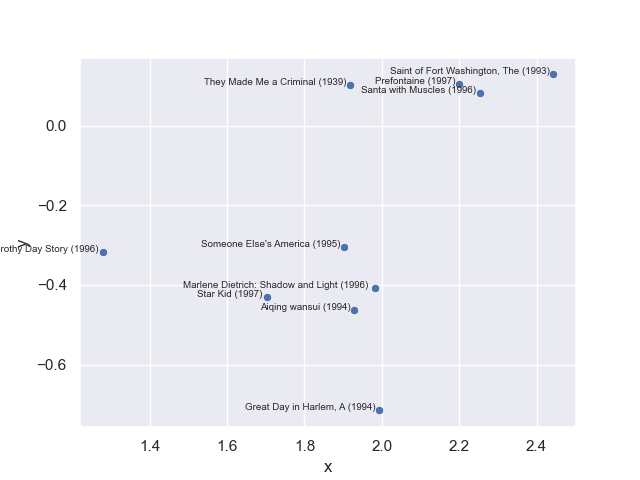 Saint of Fort Washington, The (1993)
They Made Me a Criminal (1939)
Prefontaine (1997)
Santa with Muscles (1996)
0.0
−0.2
Someone Else's America (1995)
Day Story (1996)
y
−0.4
Marlene Dietrich: Shadow and Light (1996)
Star Kid (1997)
Aiqing wansui (1994)
−0.6
Great Day in Harlem, A (1994)
1.4 1.6 1.8 2.0 2.2 2.4
x